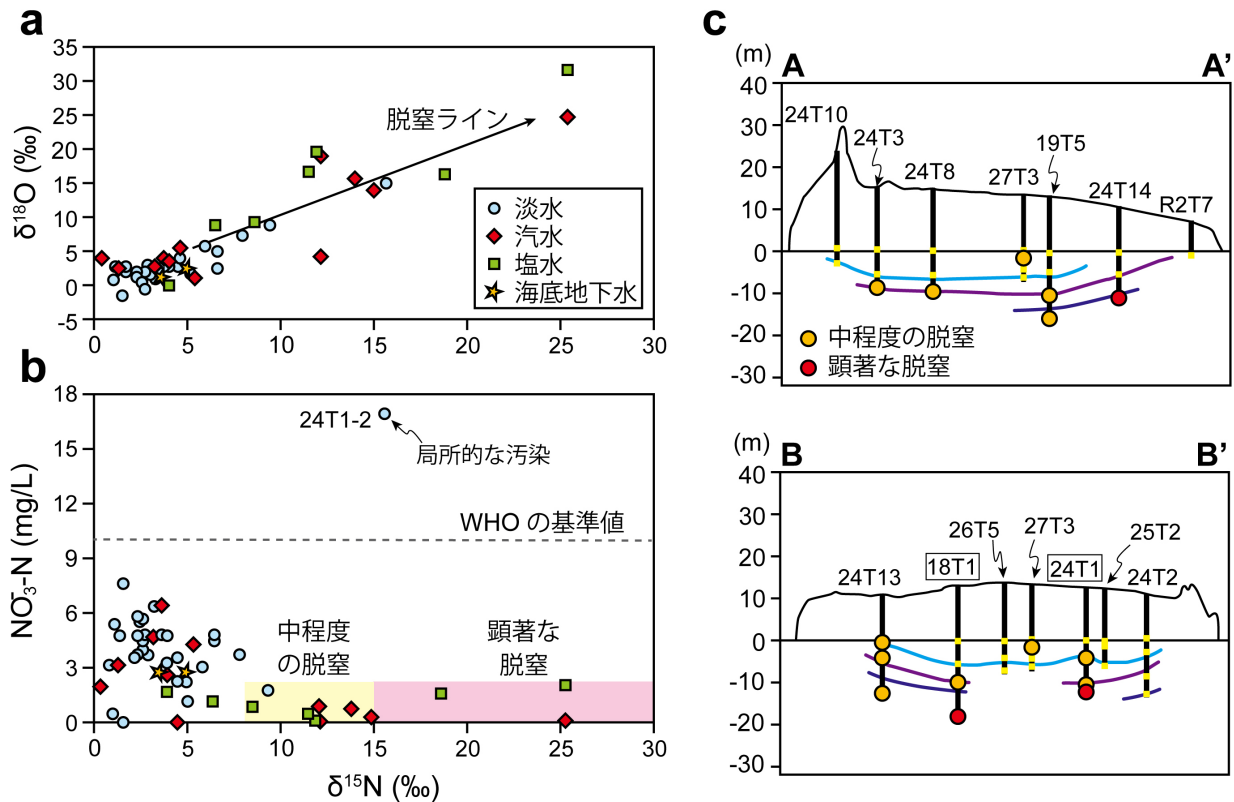 a
35
30
25
20
15
10
5
0
-5
δ¹⁸O (‰)
脱窒ライン
淡水
汽水
塩水
海底地下水
0 5 10 15 20 25 30
b
18
15
12
9
6
3
0
NO₃⁻-N (mg/L)
24T1-2
局所的な汚染
WHO の基準値
中程度
の脱窒
顕著な
脱窒
0 5 10 15 20 25 30
δ¹⁵N (‰)
c
(m) A A’
40
30
20
10
0
-10
-20
-30
24T10
24T3
24T8
27T3
19T5
24T14
R2T7
中程度の脱窒
顕著な脱窒
(m) B B’
40
30
20
10
0
-10
-20
-30
24T13
18T1
26T5
27T3
24T1
25T2
24T2